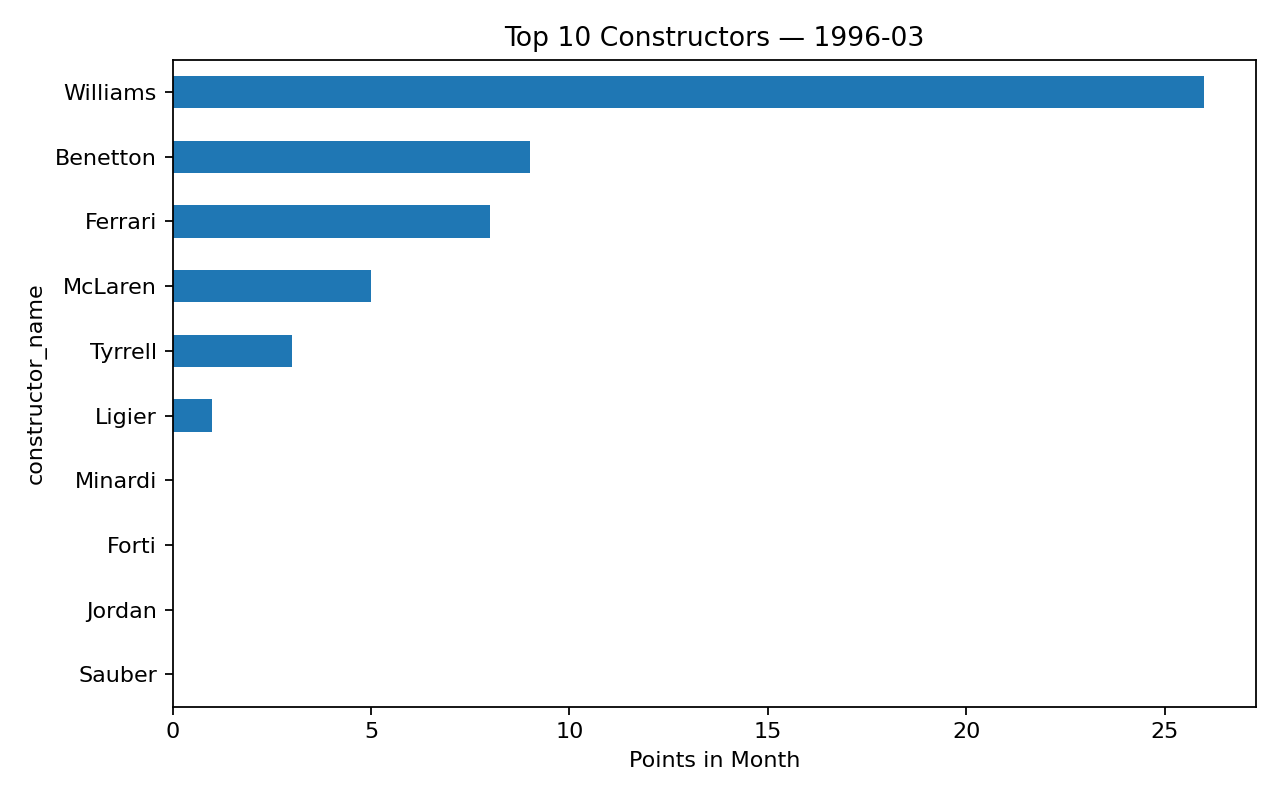 Top 10 Constructors — 1996-03
constructor_name
Williams
Benetton
Ferrari
McLaren
Tyrrell
Ligier
Minardi
Forti
Jordan
Sauber
0 5 10 15 20 25
Points in Month